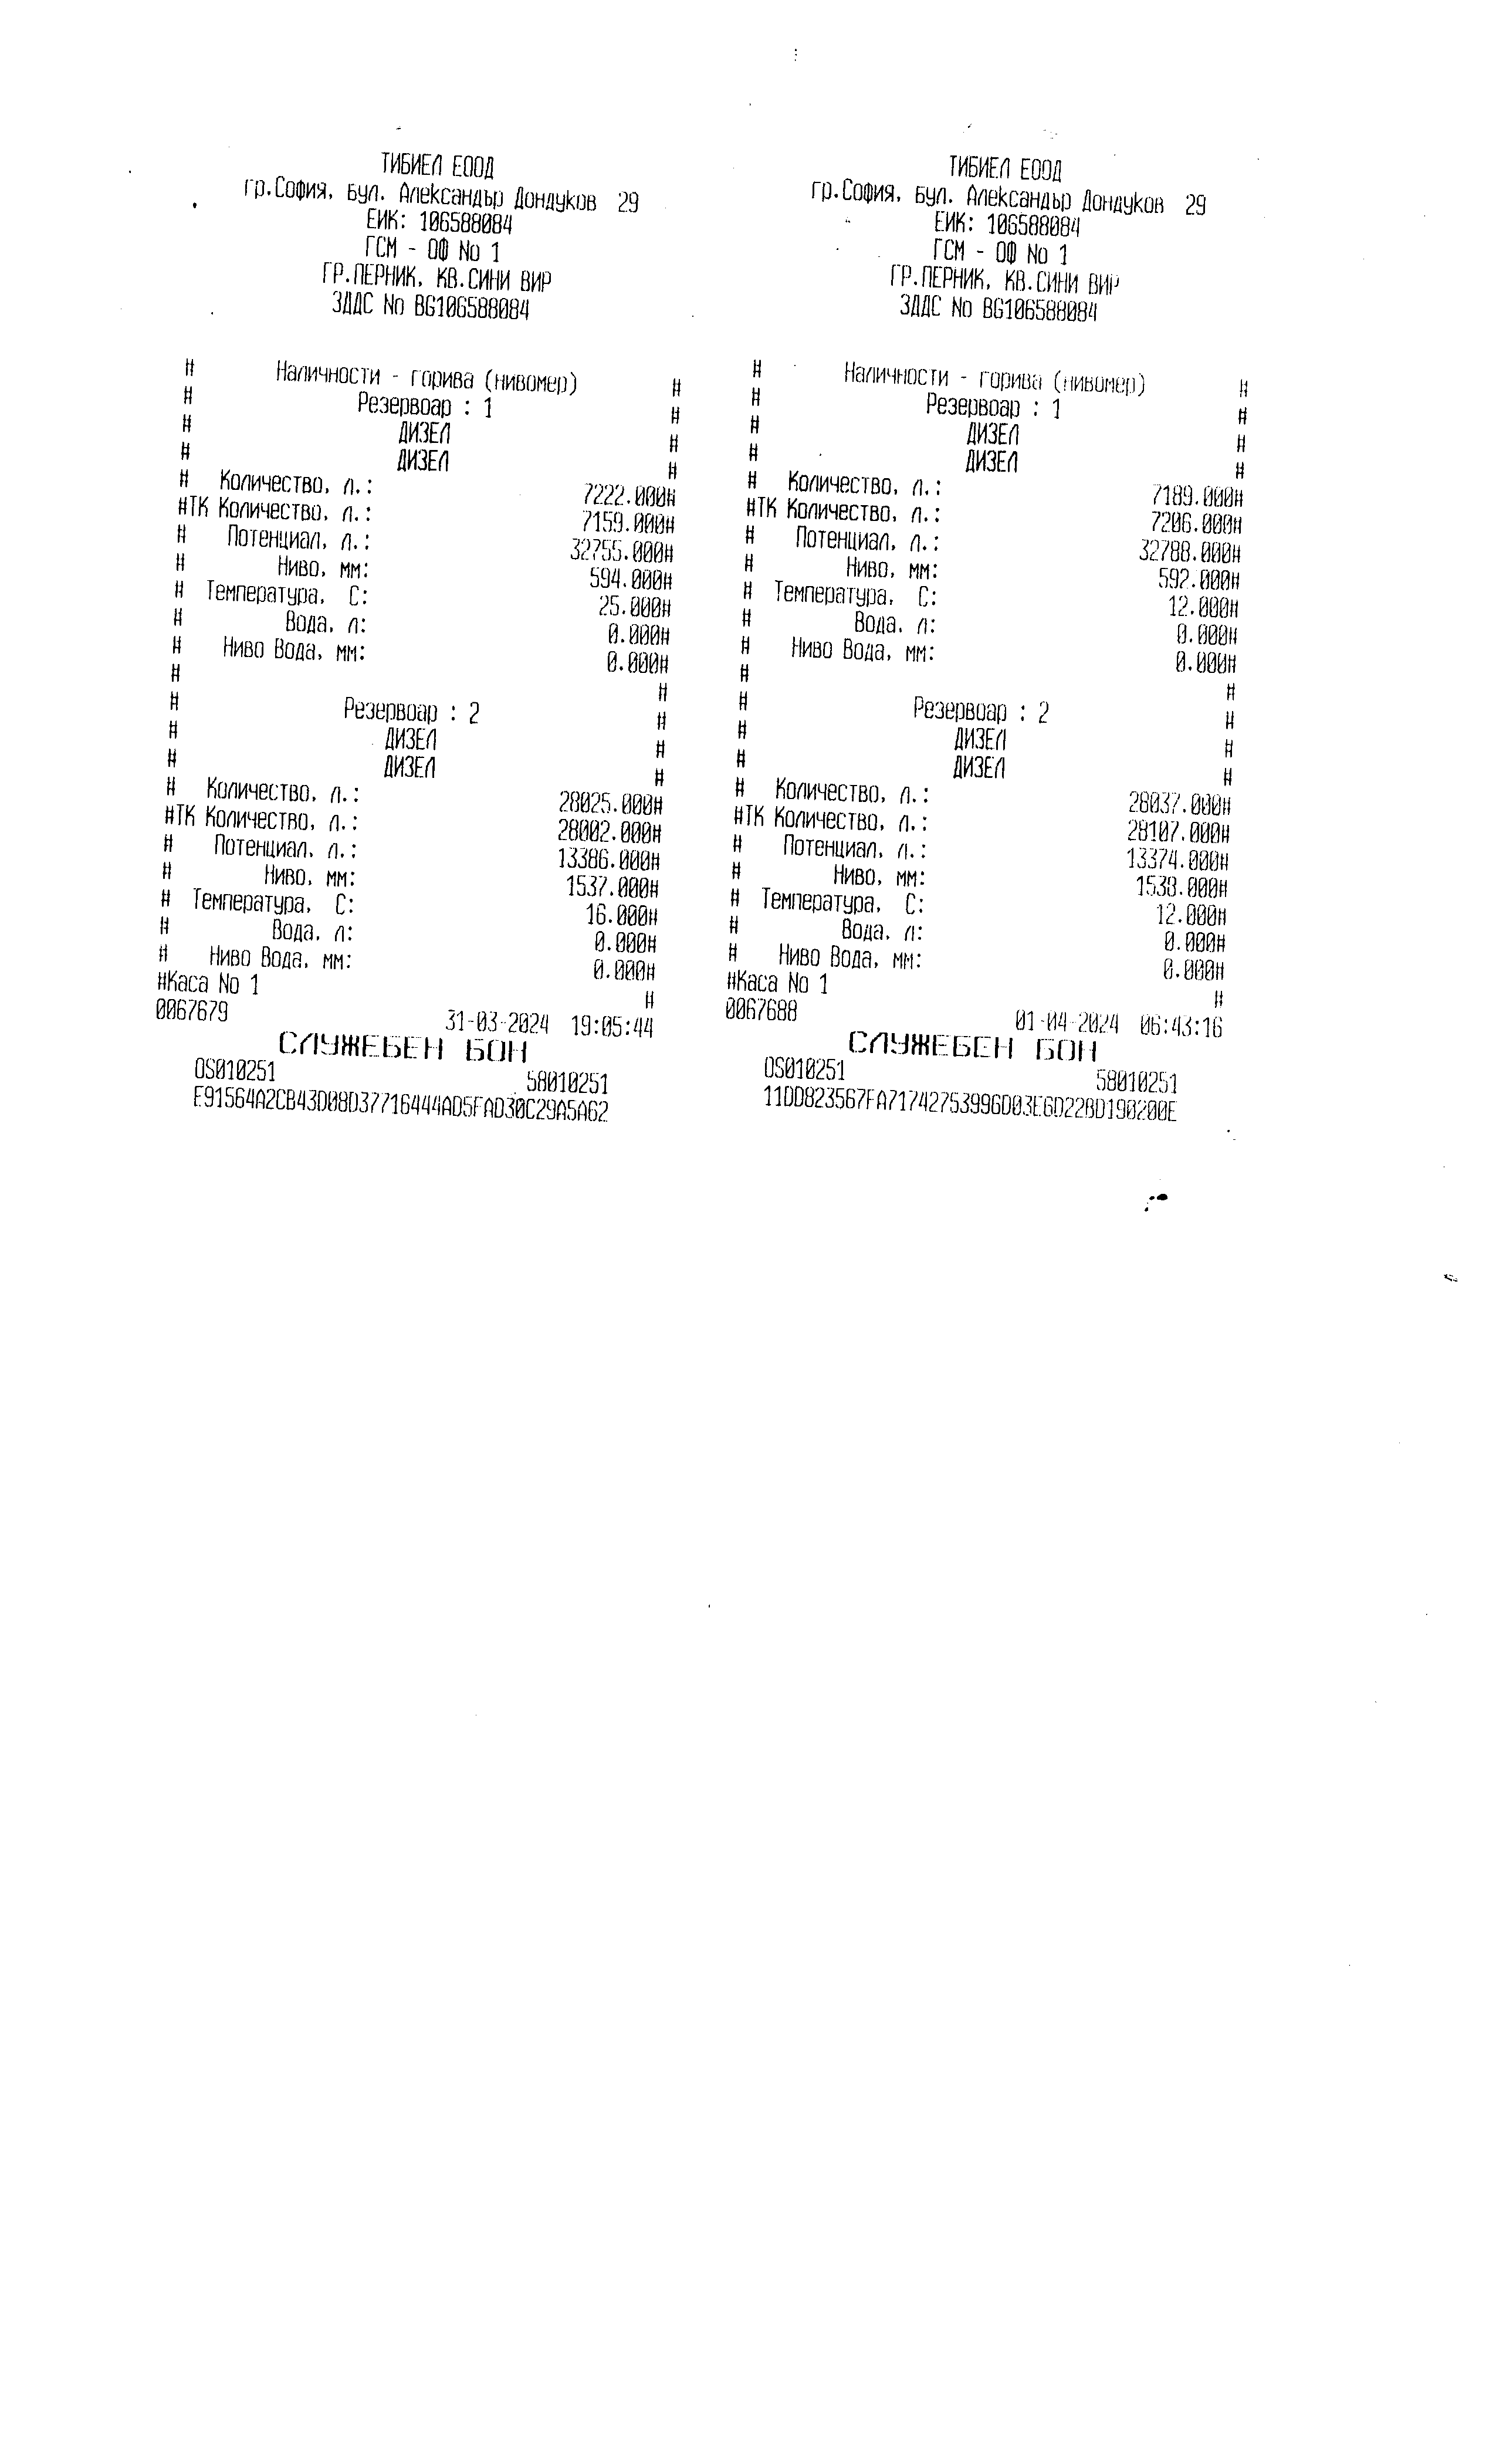 ТИБИЕЛ ЕООД
гр.София, бул. Александър Дондуков 29
ЕИК: 106588084
ГСМ - ОФ No 1
ГР.ПЕРНИК, КВ.СИНИ ВИР
ЗДДС No BG106588084
# Наличности - горива (нивомер) #
# Резервоар : 1 #
# ДИЗЕЛ #
# ДИЗЕЛ #
# Количество, л.: 7222.000#
#ТК Количество, л.: 7159.000#
# Потенциал, л.: 32755.000#
# Ниво, мм: 594.000#
# Температура, C: 25.000#
# Вода, л: 0.000#
# Ниво Вода, мм: 0.000#
# #
# Резервоар : 2 #
# ДИЗЕЛ #
# ДИЗЕЛ #
# Количество, л.: 28025.000#
#ТК Количество, л.: 28002.000#
# Потенциал, л.: 13386.000#
# Ниво, мм: 1537.000#
# Температура, C: 16.000#
# Вода, л: 0.000#
# Ниво Вода, мм: 0.000#
#Каса No 1 #
0067679 31-03-2024 19:05:44
СЛУЖЕБЕН БОН
OS010251 58010251
E91564A2CB43D08D37716444AD5FAD30C29A5A62
ТИБИЕЛ ЕООД
гр.София, бул. Александър Дондуков 29
ЕИК: 106588084
ГСМ - ОФ No 1
ГР.ПЕРНИК, КВ.СИНИ ВИР
ЗДДС No BG106588084
# Наличности - горива (нивомер) #
# Резервоар : 1 #
# ДИЗЕЛ #
# ДИЗЕЛ #
# Количество, л.: 7189.000#
#ТК Количество, л.: 7206.000#
# Потенциал, л.: 32788.000#
# Ниво, мм: 592.000#
# Температура, C: 12.000#
# Вода, л: 0.000#
# Ниво Вода, мм: 0.000#
# #
# Резервоар : 2 #
# ДИЗЕЛ #
# ДИЗЕЛ #
# Количество, л.: 28037.000#
#ТК Количество, л.: 28107.000#
# Потенциал, л.: 13374.000#
# Ниво, мм: 1538.000#
# Температура, C: 12.000#
# Вода, л: 0.000#
# Ниво Вода, мм: 0.000#
#Каса No 1 #
0067688 01-04-2024 06:43:16
СЛУЖЕБЕН БОН
OS010251 58010251
11DD823567FA717427539960D03E6D22BD190200E